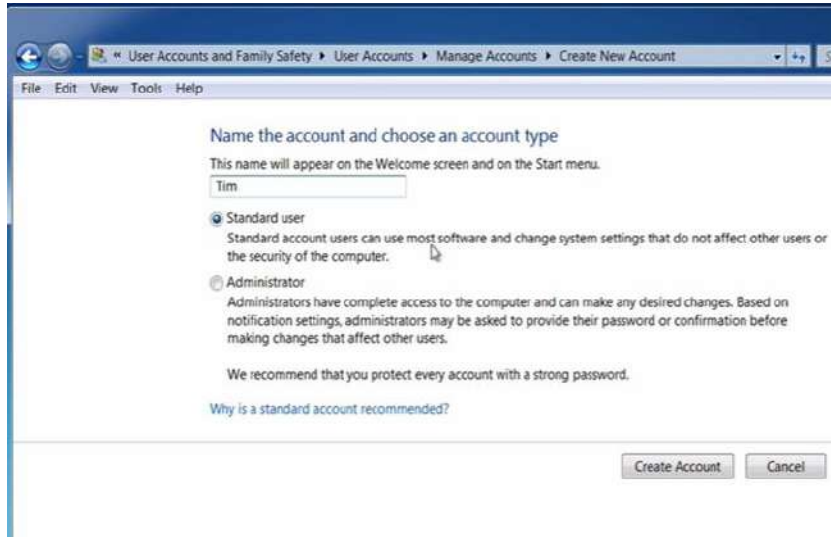 « User Accounts and Family Safety ▸ User Accounts ▸ Manage Accounts ▸ Create New Account
File Edit View Tools Help
Name the account and choose an account type
This name will appear on the Welcome screen and on the Start menu.
Tim
Standard user
Standard account users can use most software and change system settings that do not affect other users or
the security of the computer.
Administrator
Administrators have complete access to the computer and can make any desired changes. Based on
notification settings, administrators may be asked to provide their password or confirmation before
making changes that affect other users.
We recommend that you protect every account with a strong password.
Why is a standard account recommended?
Create Account Cancel